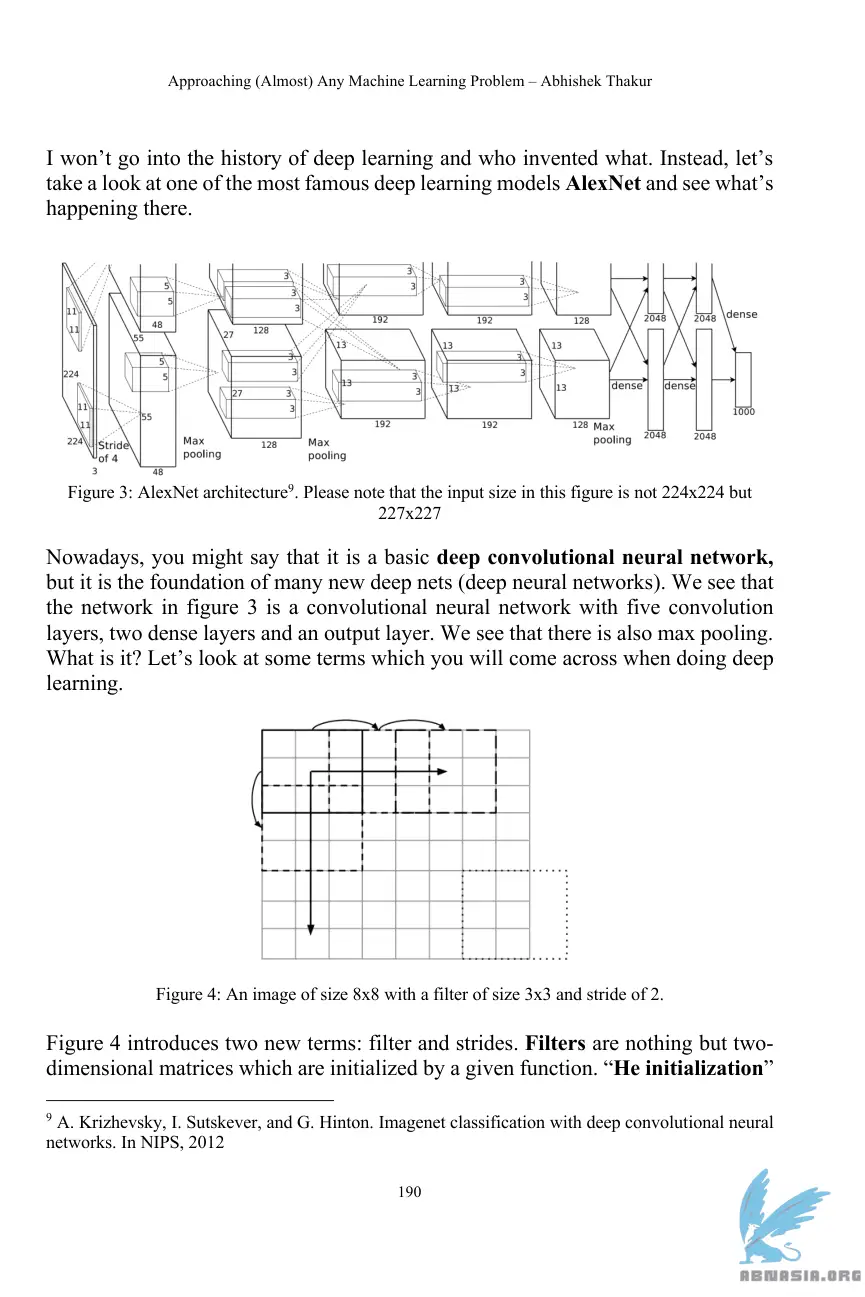 Approaching (Almost) Any Machine Learning Problem – Abhishek Thakur
I won’t go into the history of deep learning and who invented what. Instead, let’s
take a look at one of the most famous deep learning models AlexNet and see what’s
happening there.
11
11
224
11
11
224
3
Stride
of 4
5
5
48
55
5
5
55
48
Max
pooling
3
3
3
128
27
3
3
27
3
3
128
Max
pooling
3
3
192
13
13
3
3
192
3
3
192
13
3
3
13
192
128
13
13
128
Max
pooling
2048
2048
dense
dense
dense
2048
2048
1000
Figure 3: AlexNet architecture9. Please note that the input size in this figure is not 224x224 but
227x227
Nowadays, you might say that it is a basic deep convolutional neural network,
but it is the foundation of many new deep nets (deep neural networks). We see that
the network in figure 3 is a convolutional neural network with five convolution
layers, two dense layers and an output layer. We see that there is also max pooling.
What is it? Let’s look at some terms which you will come across when doing deep
learning.
Figure 4: An image of size 8x8 with a filter of size 3x3 and stride of 2.
Figure 4 introduces two new terms: filter and strides. Filters are nothing but two-
dimensional matrices which are initialized by a given function. “He initialization”
9 A. Krizhevsky, I. Sutskever, and G. Hinton. Imagenet classification with deep convolutional neural
networks. In NIPS, 2012
190
ABNASIA.ORG